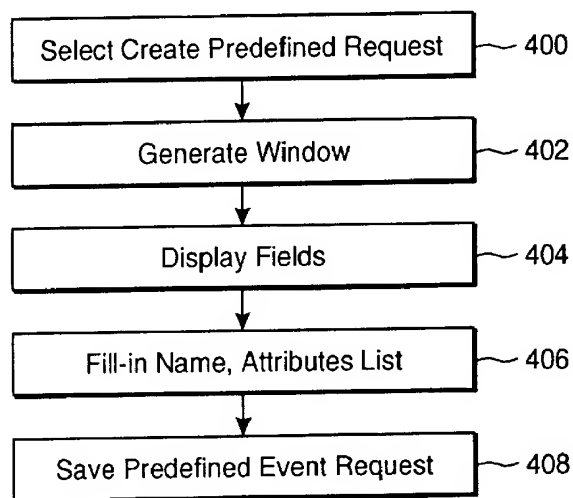 Select Create Predefined Request 400
Generate Window 402
Display Fields 404
Fill-in Name, Attributes List 406
Save Predefined Event Request 408